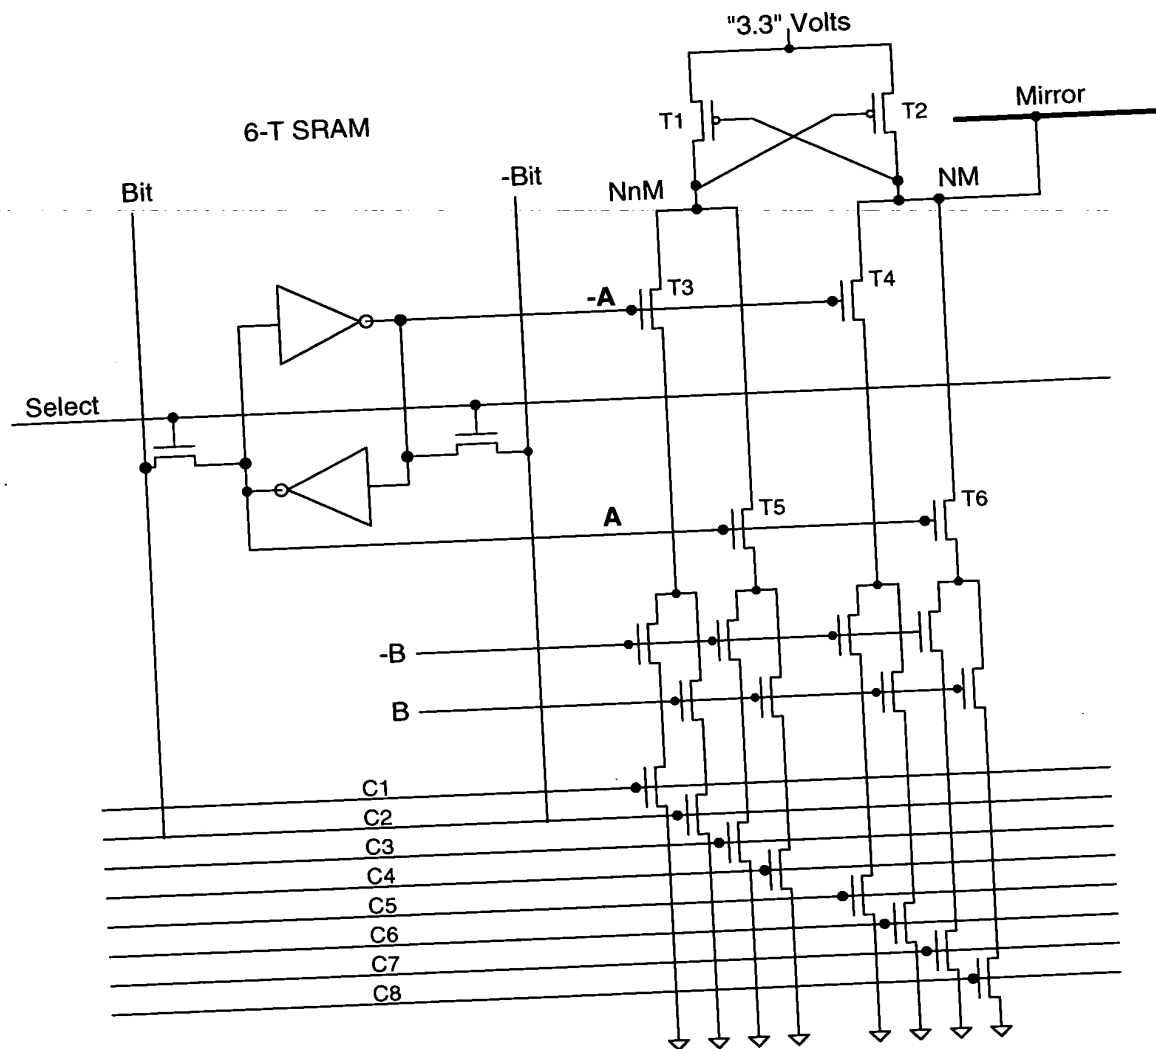 "3.3" Volts
T1
T2
Mirror
6-T SRAM
Bit
-Bit
NnM
NM
-A
T3
T4
Select
A
T5
T6
-B
B
C1
C2
C3
C4
C5
C6
C7
C8